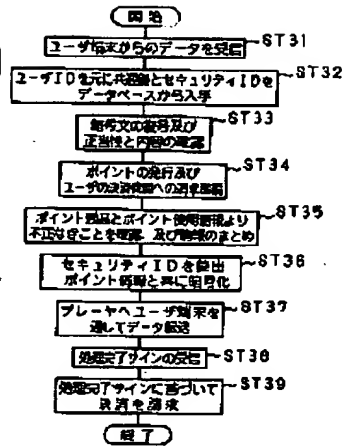 開始
ユーザ端末からのデータを受信
ST31
ユーザIDを元に共通鍵とセキュリティIDを
データベースから入手
ST32
暗号文の復号及び
正当性と内容の確認
ST33
ポイントの発行及び
ユーザの決済機関への請求準備
ST34
ポイント残品とポイント使用情報より
不正なきことを確認、及び情報のまとめ
ST35
セキュリティIDを抽出
ポイント情報と共に暗号化
ST36
プレーヤへユーザ端末を
通してデータ転送
ST37
処理完了サインの受信
ST38
処理完了サインに基づいて
決済を請求
ST39
終了